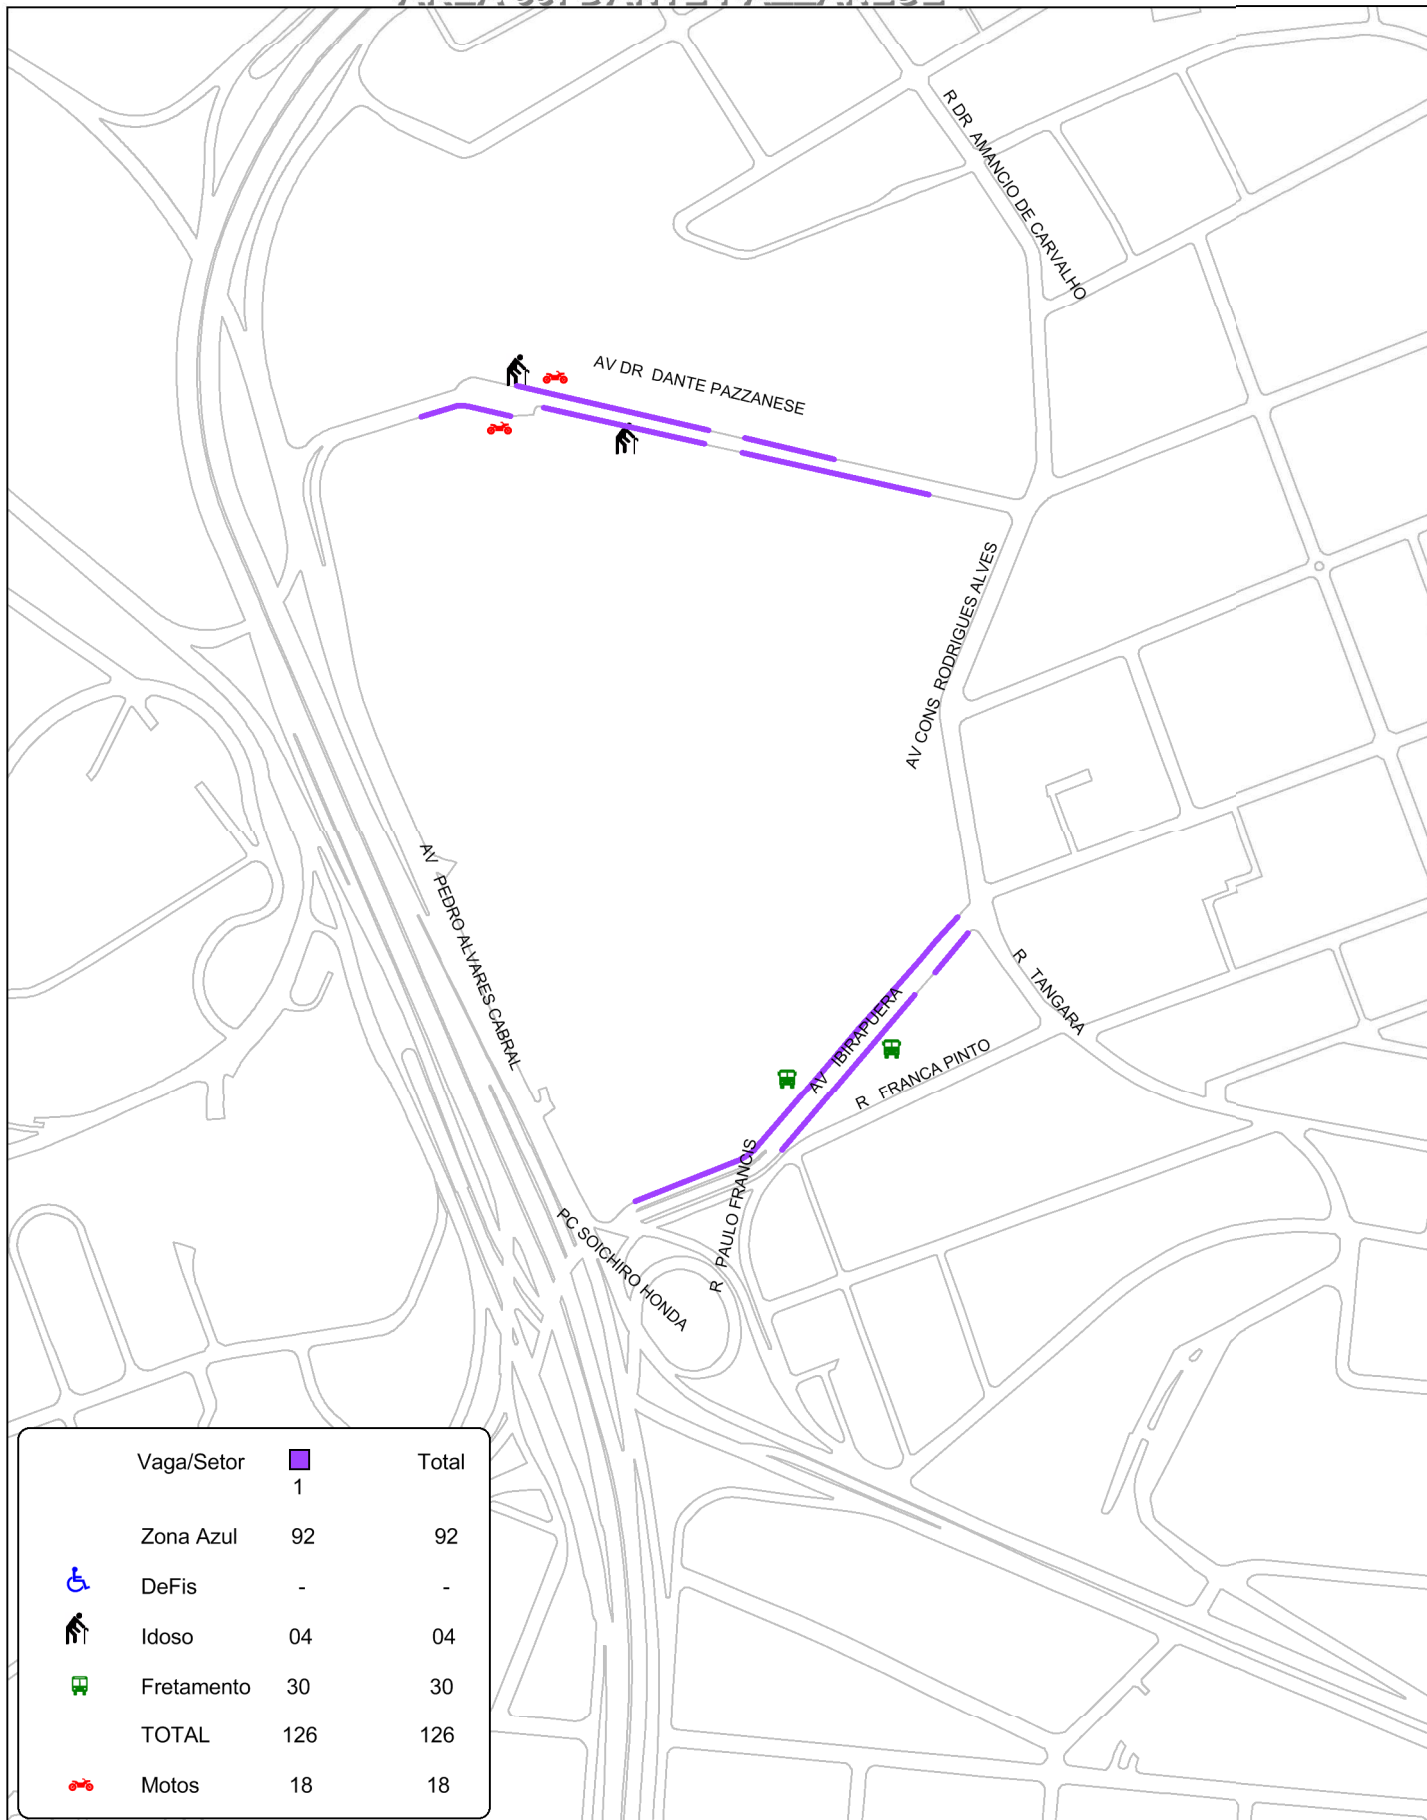 DANTE PAZZANESE
R DR AMANCIO DE CARVALHO
AV DR DANTE PAZZANESE
AV CONS RODRIGUES ALVES
AV PEDRO ALVARES CABRAL
R TANGARA
AV IBIRAPUERA
R FRANCA PINTO
R PAULO FRANCIS
PC SOICHIRO HONDA
Vaga/Setor Total
1
Zona Azul 92 92
DeFis - -
Idoso 04 04
Fretamento 30 30
TOTAL 126 126
Motos 18 18